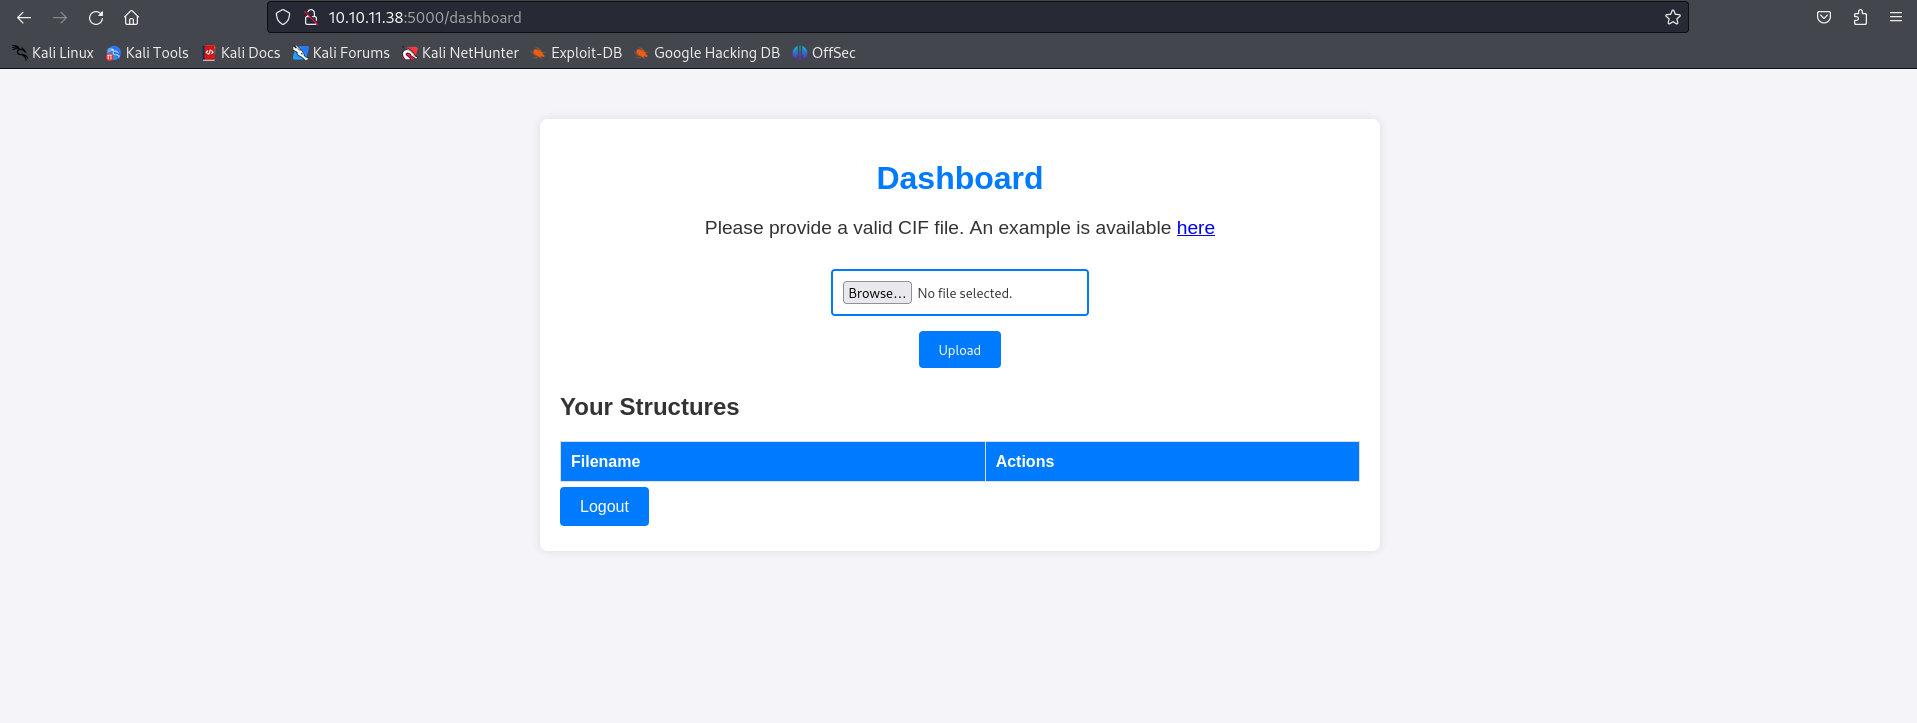 10.10.11.38:5000/dashboard
Kali Linux Kali Tools Kali Docs Kali Forums Kali NetHunter Exploit-DB Google Hacking DB OffSec
Dashboard
Please provide a valid CIF file. An example is available here
Browse... No file selected.
Upload
Your Structures
Filename Actions
Logout